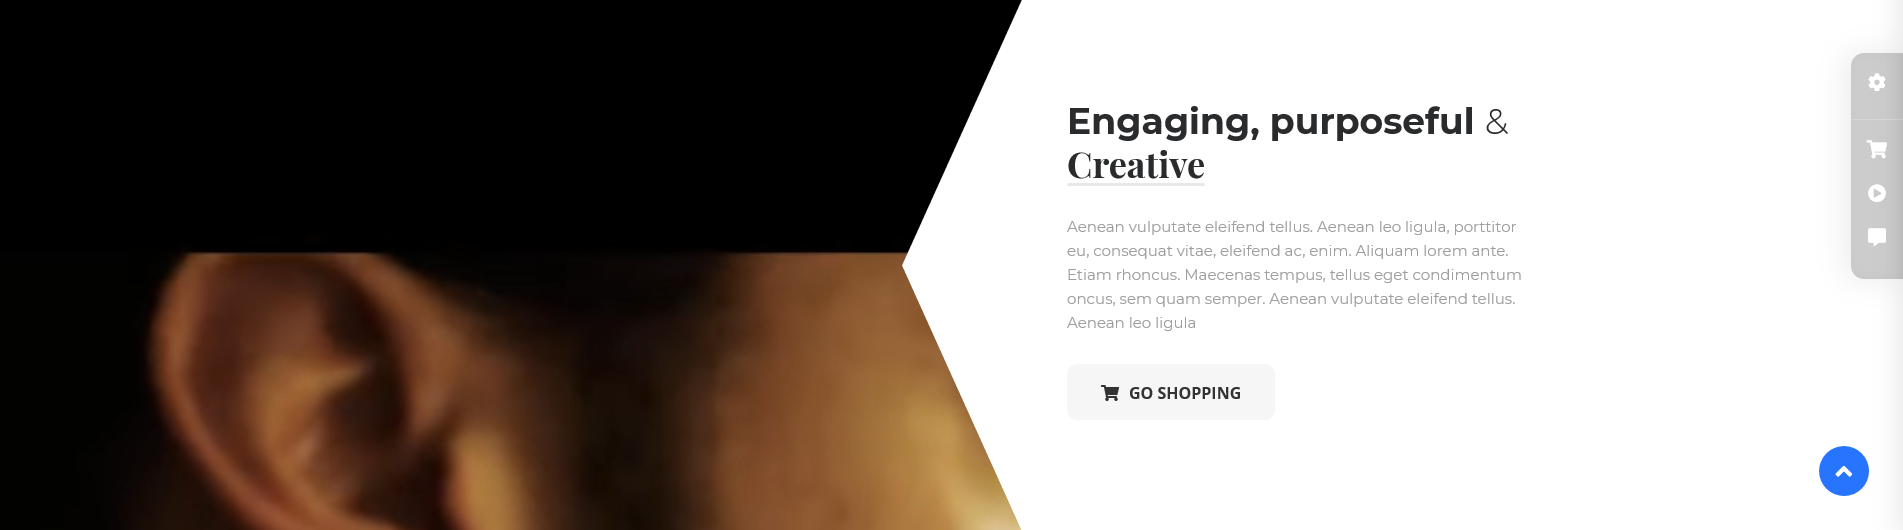 Engaging, purposeful &
Creative
Aenean vulputate eleifend tellus. Aenean leo ligula, porttitor
eu, consequat vitae, eleifend ac, enim. Aliquam lorem ante.
Etiam rhoncus. Maecenas tempus, tellus eget condimentum
oncus, sem quam semper. Aenean vulputate eleifend tellus.
Aenean leo ligula
GO SHOPPING